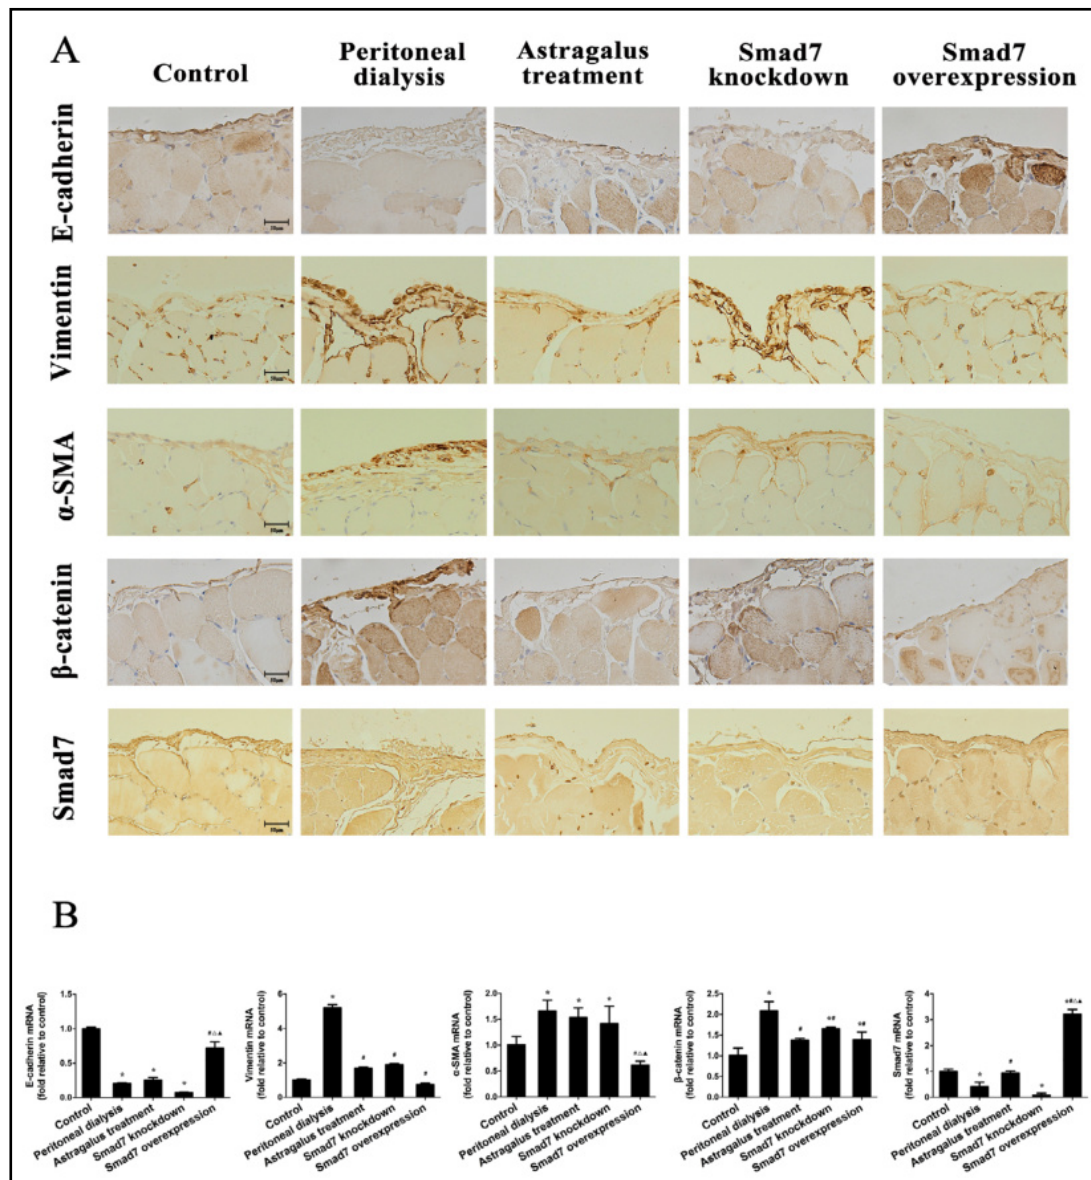 A
Control
Peritoneal
dialysis
Astragalus
treatment
Smad7
knockdown
Smad7
overexpression
E-cadherin
Vimentin
α-SMA
β-catenin
Smad7
B
E-cadherin mRNA
(fold relative to control)
1.5
1.0
0.5
0.0
*
*
*
#△▲
Control
Peritoneal dialysis
Astragalus treatment
Smad7 knockdown
Smad7 overexpression
Vimentin mRNA
(fold relative to control)
6
4
2
0
*
#
#
#
Control
Peritoneal dialysis
Astragalus treatment
Smad7 knockdown
Smad7 overexpression
α-SMA mRNA
(fold relative to control)
2.0
1.5
1.0
0.5
0.0
*
*
*
#△▲
Control
Peritoneal dialysis
Astragalus treatment
Smad7 knockdown
Smad7 overexpression
β-catenin mRNA
(fold relative to control)
2.5
2.0
1.5
1.0
0.5
0.0
*
#
*#
*#
Control
Peritoneal dialysis
Astragalus treatment
Smad7 knockdown
Smad7 overexpression
Smad7 mRNA
(fold relative to control)
4
3
2
1
0
*
#
*
*#△▲
Control
Peritoneal dialysis
Astragalus treatment
Smad7 knockdown
Smad7 overexpression